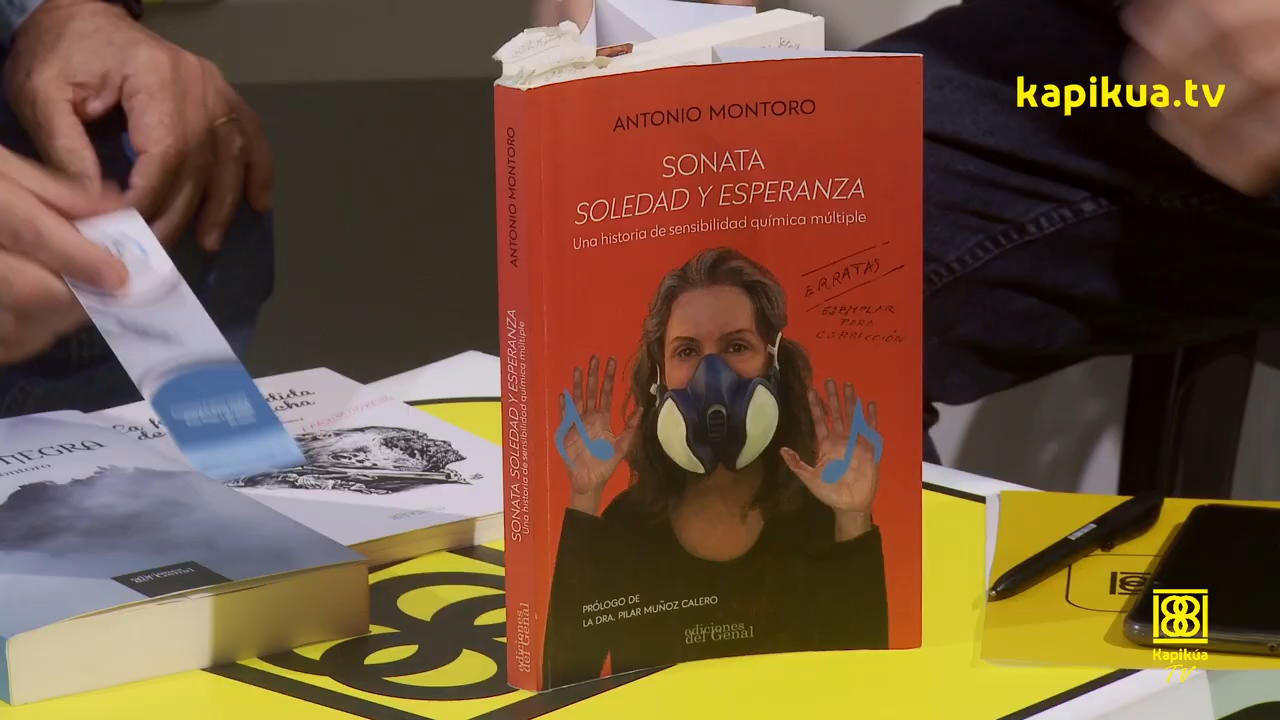 kapikua.tv
ANTONIO MONTORO
SONATA
SOLEDAD Y ESPERANZA
Una historia de sensibilidad química múltiple
ERRATAS
EJEMPLAR
PARA
CORRECCIÓN
PRÓLOGO DE
LA DRA. PILAR MUÑOZ CALERO
ediciones
del Genal
ANTONIO MONTORO
SONATA SOLEDAD Y ESPERANZA
Una historia de sensibilidad química múltiple
ediciones
del Genal
NEGRA
Kapikúa
TV